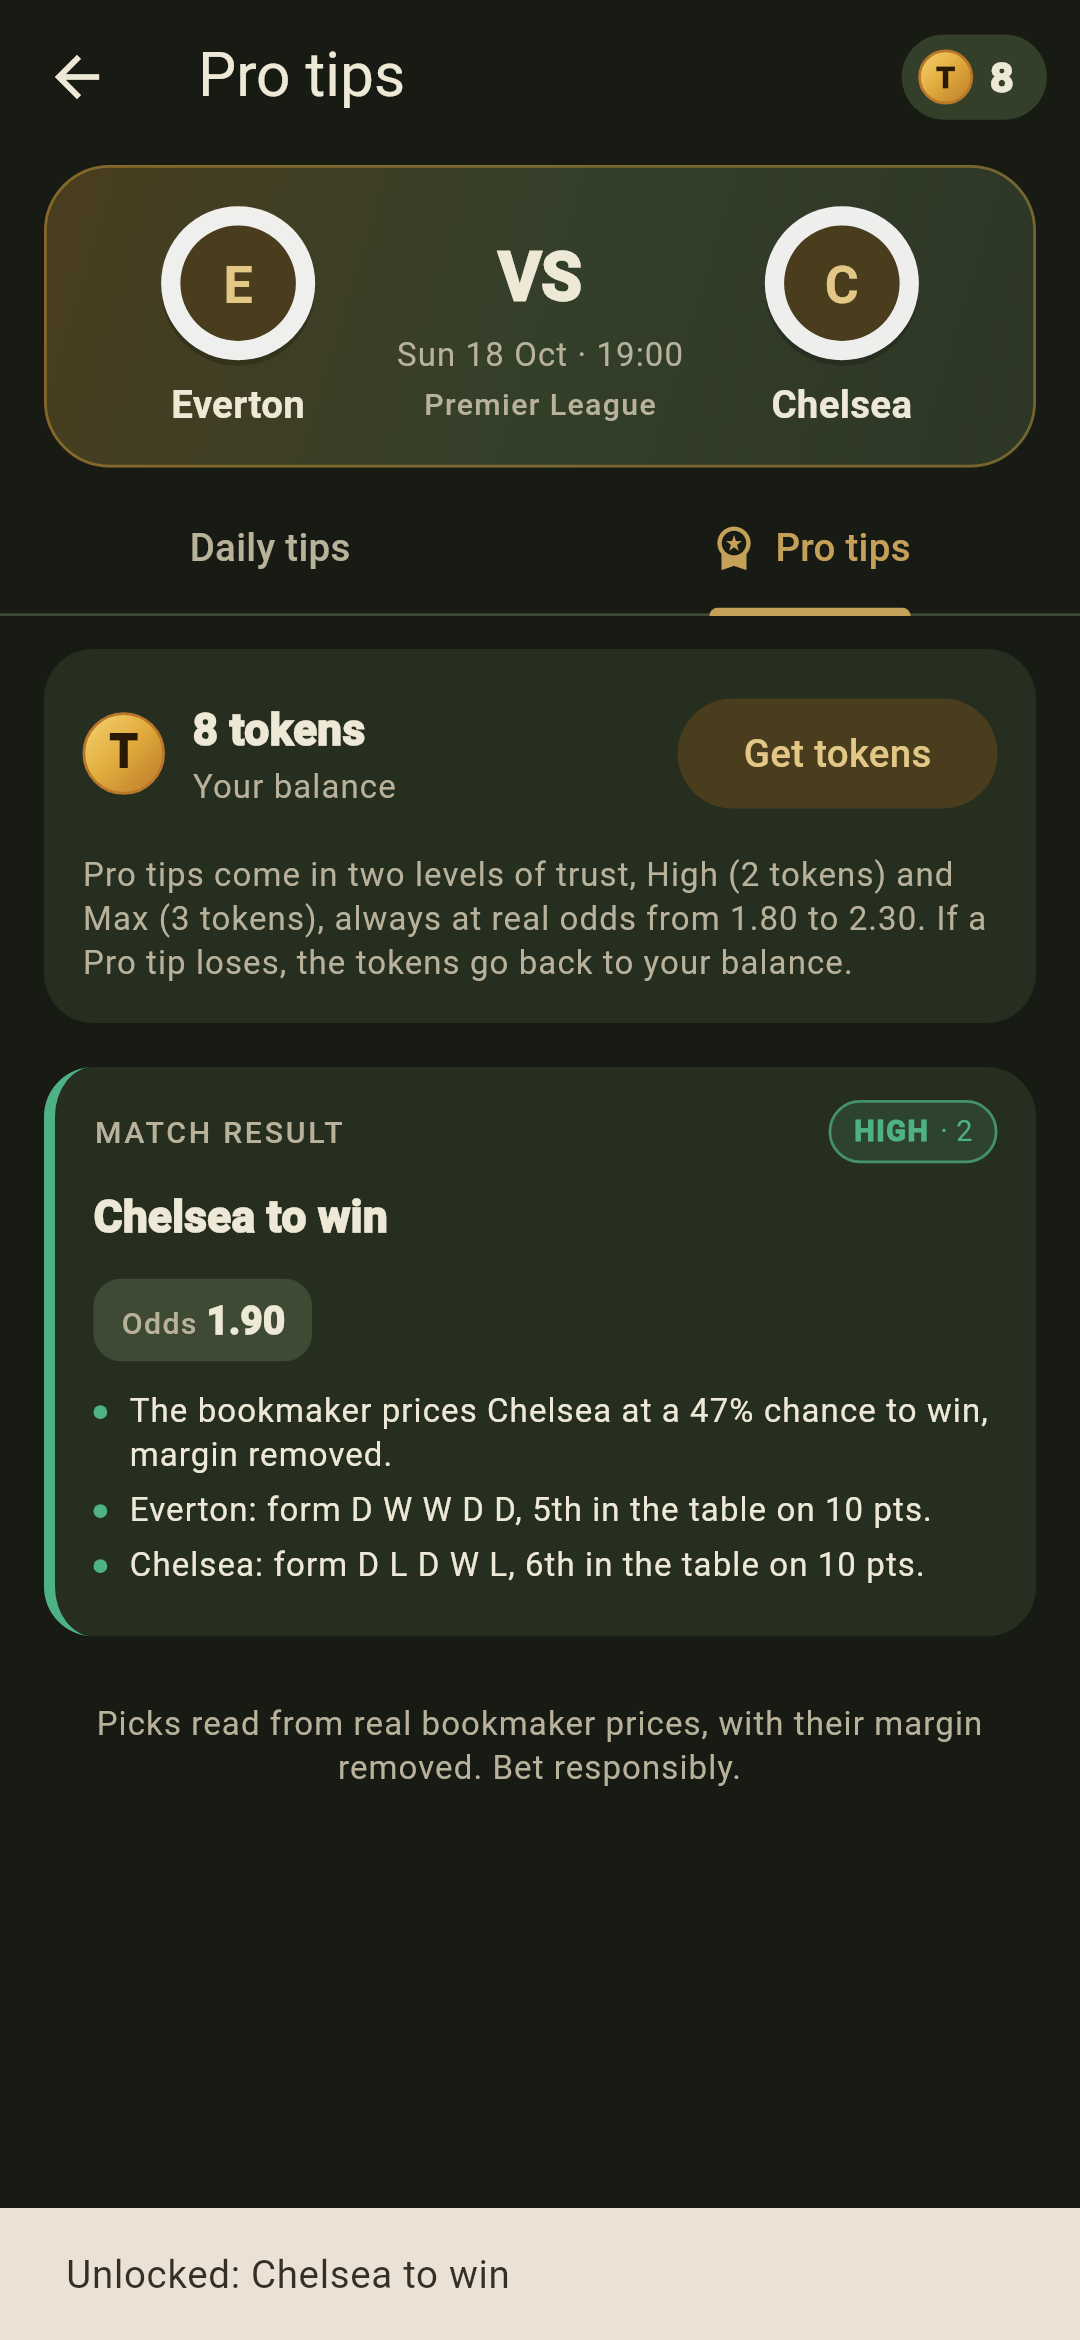 Pro tips
T 8
E
VS
C
Sun 18 Oct · 19:00
Everton
Premier League
Chelsea
Daily tips
Pro tips
T
8 tokens
Your balance
Get tokens
Pro tips come in two levels of trust, High (2 tokens) and
Max (3 tokens), always at real odds from 1.80 to 2.30. If a
Pro tip loses, the tokens go back to your balance.
MATCH RESULT
HIGH · 2
Chelsea to win
Odds 1.90
The bookmaker prices Chelsea at a 47% chance to win,
margin removed.
Everton: form D W W D D, 5th in the table on 10 pts.
Chelsea: form D L D W L, 6th in the table on 10 pts.
Picks read from real bookmaker prices, with their margin
removed. Bet responsibly.
Unlocked: Chelsea to win